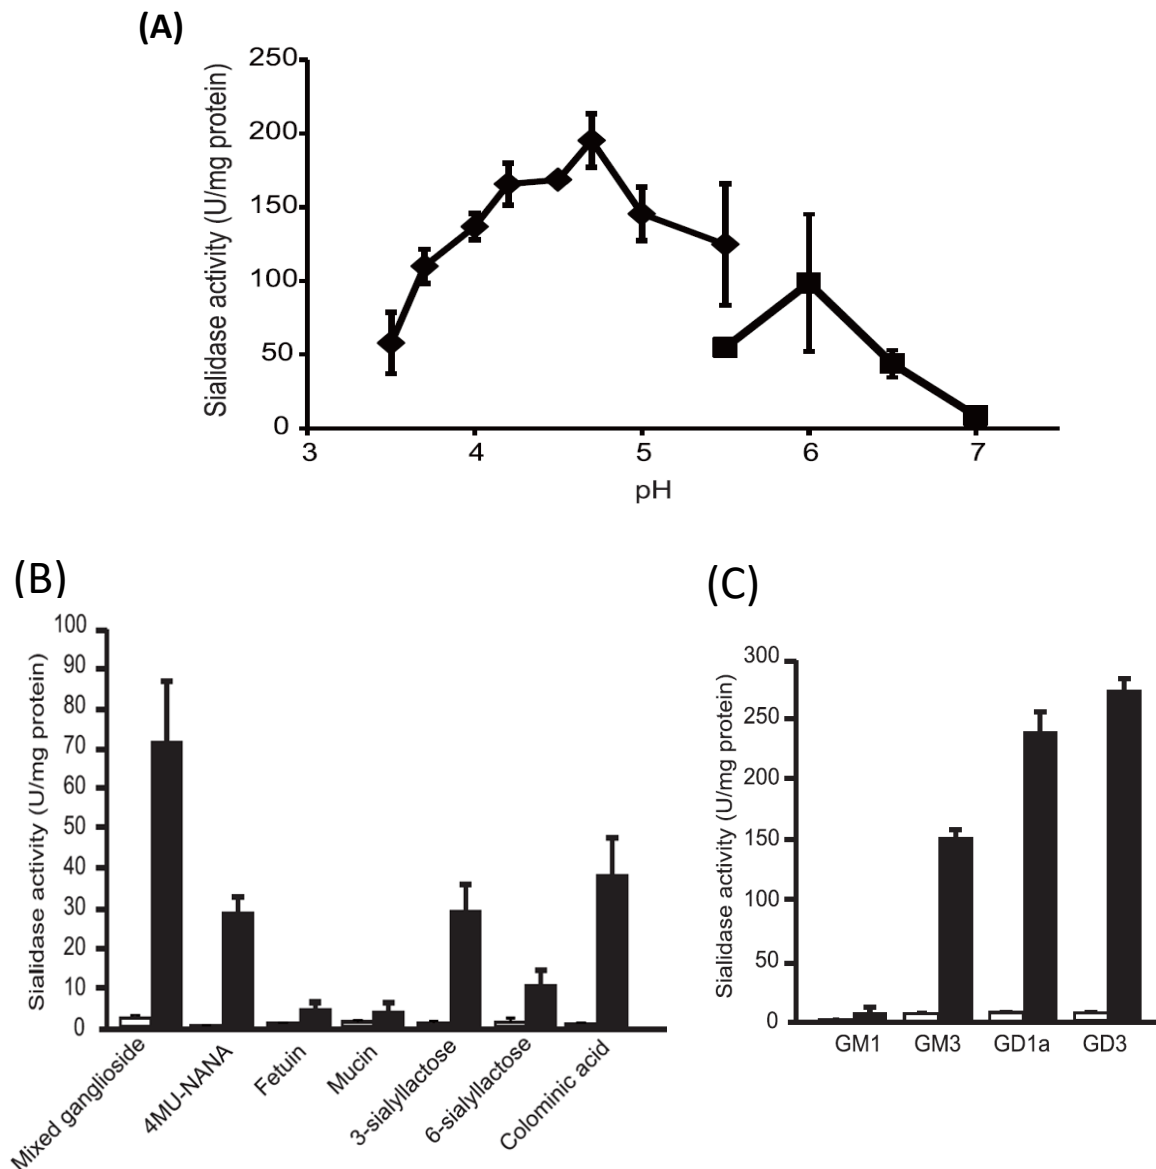 (A)
Sialidase activity (U/mg protein)
250
200
150
100
50
0
3 4 5 6 7
pH
(B)
Sialidase activity (U/mg protein)
100
90
80
70
60
50
40
30
20
10
0
Mixed ganglioside
4MU-NANA
Fetuin
Mucin
3-sialyllactose
6-sialyllactose
Colominic acid
(C)
Sialidase activity (U/mg protein)
300
250
200
150
100
50
0
GM1 GM3 GD1a GD3